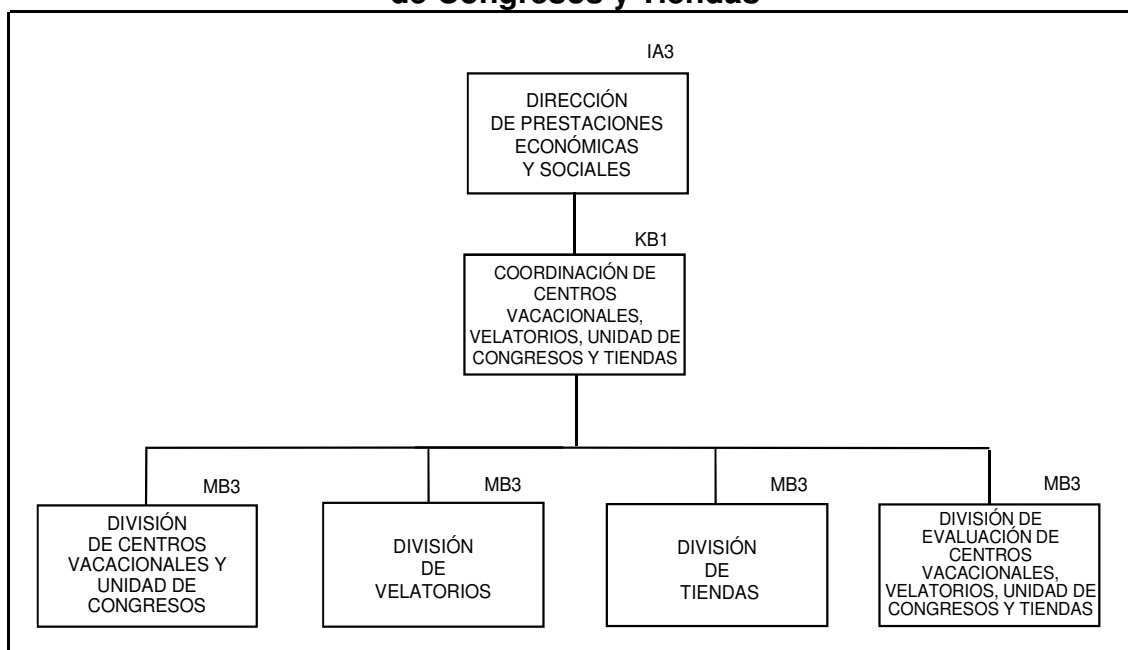 de Congresos y Tiendas
IA3
DIRECCIÓN
DE PRESTACIONES
ECONÓMICAS
Y SOCIALES
KB1
COORDINACIÓN DE
CENTROS
VACACIONALES,
VELATORIOS, UNIDAD DE
CONGRESOS Y TIENDAS
MB3
DIVISIÓN
DE CENTROS
VACACIONALES Y
UNIDAD DE
CONGRESOS
MB3
DIVISIÓN
DE
VELATORIOS
MB3
DIVISIÓN
DE
TIENDAS
MB3
DIVISIÓN DE
EVALUACIÓN DE
CENTROS
VACACIONALES,
VELATORIOS, UNIDAD DE
CONGRESOS Y TIENDAS